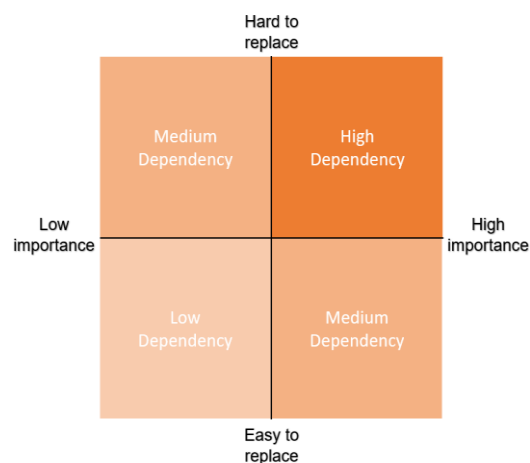 Hard to
replace
Medium
Dependency
High
Dependency
Low
importance
High
importance
Low
Dependency
Medium
Dependency
Easy to
replace